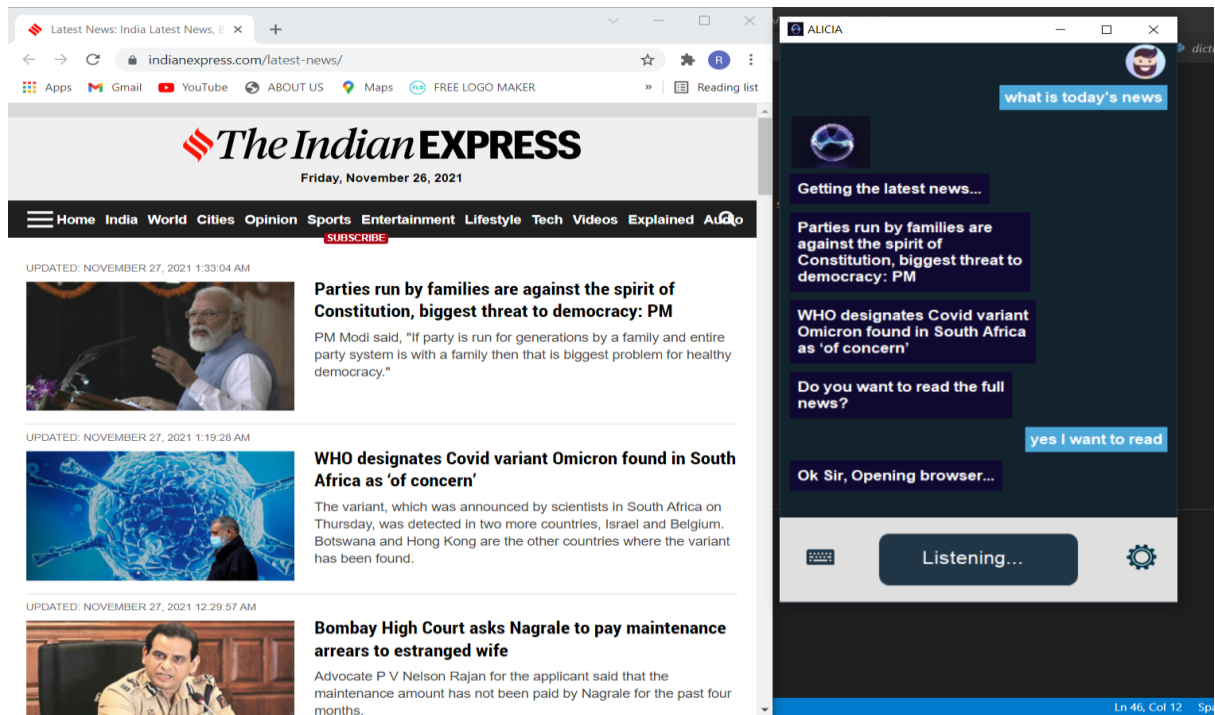 Latest News: India Latest News, B
indianexpress.com/latest-news/
R
Apps
Gmail
YouTube
ABOUT US
Maps
FREE LOGO MAKER
»
Reading list
The Indian EXPRESS
Friday, November 26, 2021
Home India World Cities Opinion Sports Entertainment Lifestyle Tech Videos Explained
SUBSCRIBE
UPDATED: NOVEMBER 27, 2021 1:33:04 AM
Parties run by families are against the spirit of
Constitution, biggest threat to democracy: PM
PM Modi said, "If party is run for generations by a family and entire
party system is with a family then that is biggest problem for healthy
democracy."
UPDATED: NOVEMBER 27, 2021 1:19:28 AM
WHO designates Covid variant Omicron found in South
Africa as ‘of concern’
The variant, which was announced by scientists in South Africa on
Thursday, was detected in two more countries, Israel and Belgium.
Botswana and Hong Kong are the other countries where the variant
has been found.
UPDATED: NOVEMBER 27, 2021 12:29:57 AM
Bombay High Court asks Nagrale to pay maintenance
arrears to estranged wife
Advocate P V Nelson Rajan for the applicant said that the
maintenance amount has not been paid by Nagrale for the past four
months.
ALICIA
what is today's news
Getting the latest news...
Parties run by families are
against the spirit of
Constitution, biggest threat to
democracy: PM
WHO designates Covid variant
Omicron found in South Africa
as ‘of concern’
Do you want to read the full
news?
yes I want to read
Ok Sir, Opening browser...
Listening...
Ln 46, Col 12